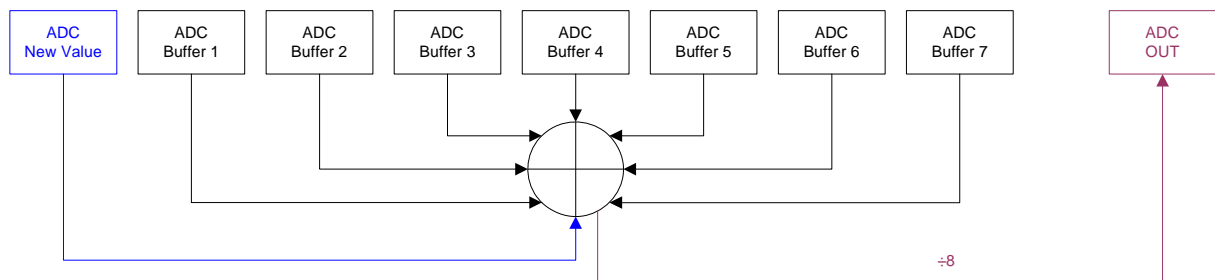 ADC
New Value
ADC
Buffer 1
ADC
Buffer 2
ADC
Buffer 3
ADC
Buffer 4
ADC
Buffer 5
ADC
Buffer 6
ADC
Buffer 7
ADC
OUT
÷8